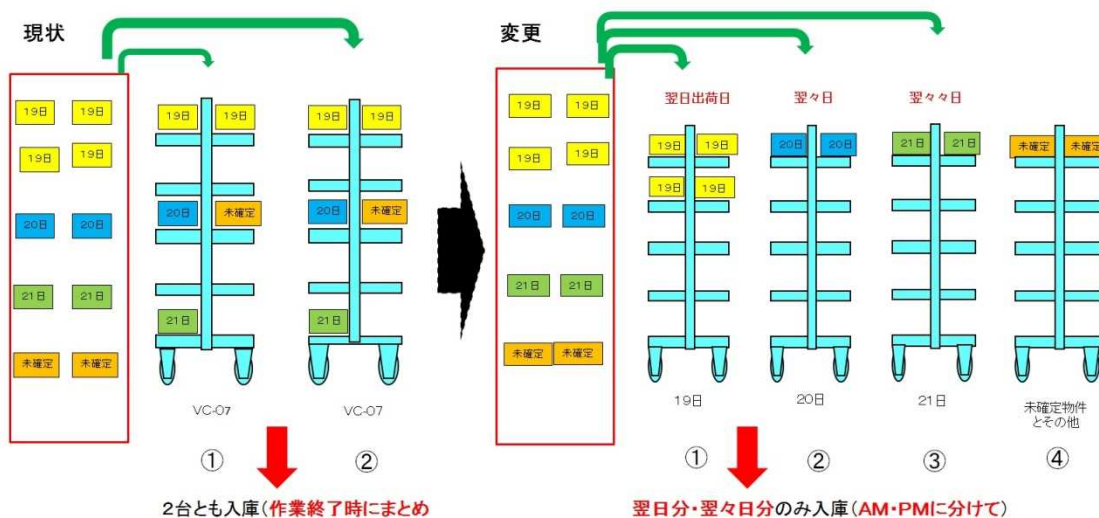 現状
19日 19日
19日 19日
20日 20日
21日 21日
未確定 未確定
19日 19日
20日 未確定
21日
VC-07
①
19日 19日
20日 未確定
21日
VC-07
②
2台とも入庫(作業終了時にまとめ
変更
19日 19日
19日 19日
20日 20日
21日 21日
未確定 未確定
翌日出荷日
19日 19日
19日 19日
19日
①
翌々日
20日 20日
20日
②
翌々々日
21日 21日
21日
③
未確定 未確定
未確定物件
とその他
④
翌日分・翌々日分のみ入庫(AM・PMに分けて)